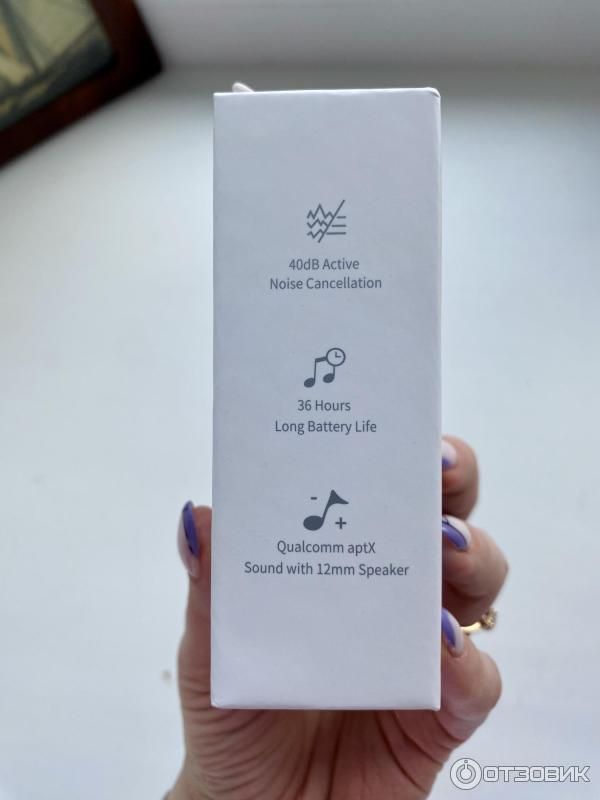 40dB Active
Noise Cancellation
36 Hours
Long Battery Life
Qualcomm aptX
Sound with 12mm Speaker
ОТЗОВИК